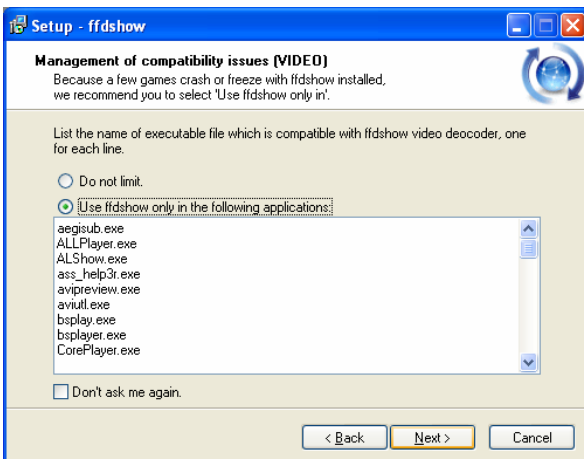 Setup - ffdshow
Management of compatibility issues (VIDEO)
Because a few games crash or freeze with ffdshow installed,
we recommend you to select 'Use ffdshow only in'.
List the name of executable file which is compatible with ffdshow video deocoder, one
for each line.
Do not limit.
Use ffdshow only in the following applications:
aegisub.exe
ALLPlayer.exe
ALShow.exe
ass_help3r.exe
avipreview.exe
aviutl.exe
bsplay.exe
bsplayer.exe
CorePlayer.exe
Don't ask me again.
< Back Next > Cancel